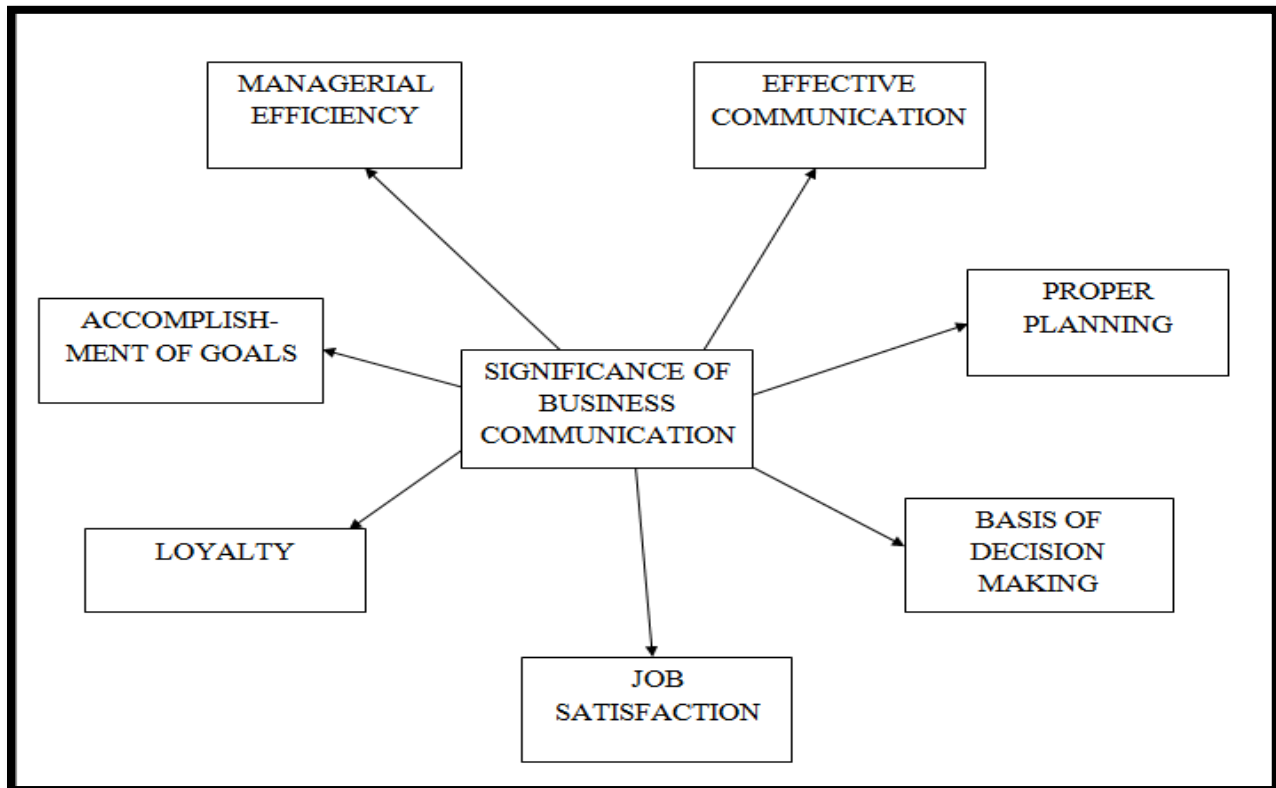 MANAGERIAL
EFFICIENCY
EFFECTIVE
COMMUNICATION
PROPER
PLANNING
ACCOMPLISH-
MENT OF GOALS
SIGNIFICANCE OF
BUSINESS
COMMUNICATION
LOYALTY
BASIS OF
DECISION
MAKING
JOB
SATISFACTION